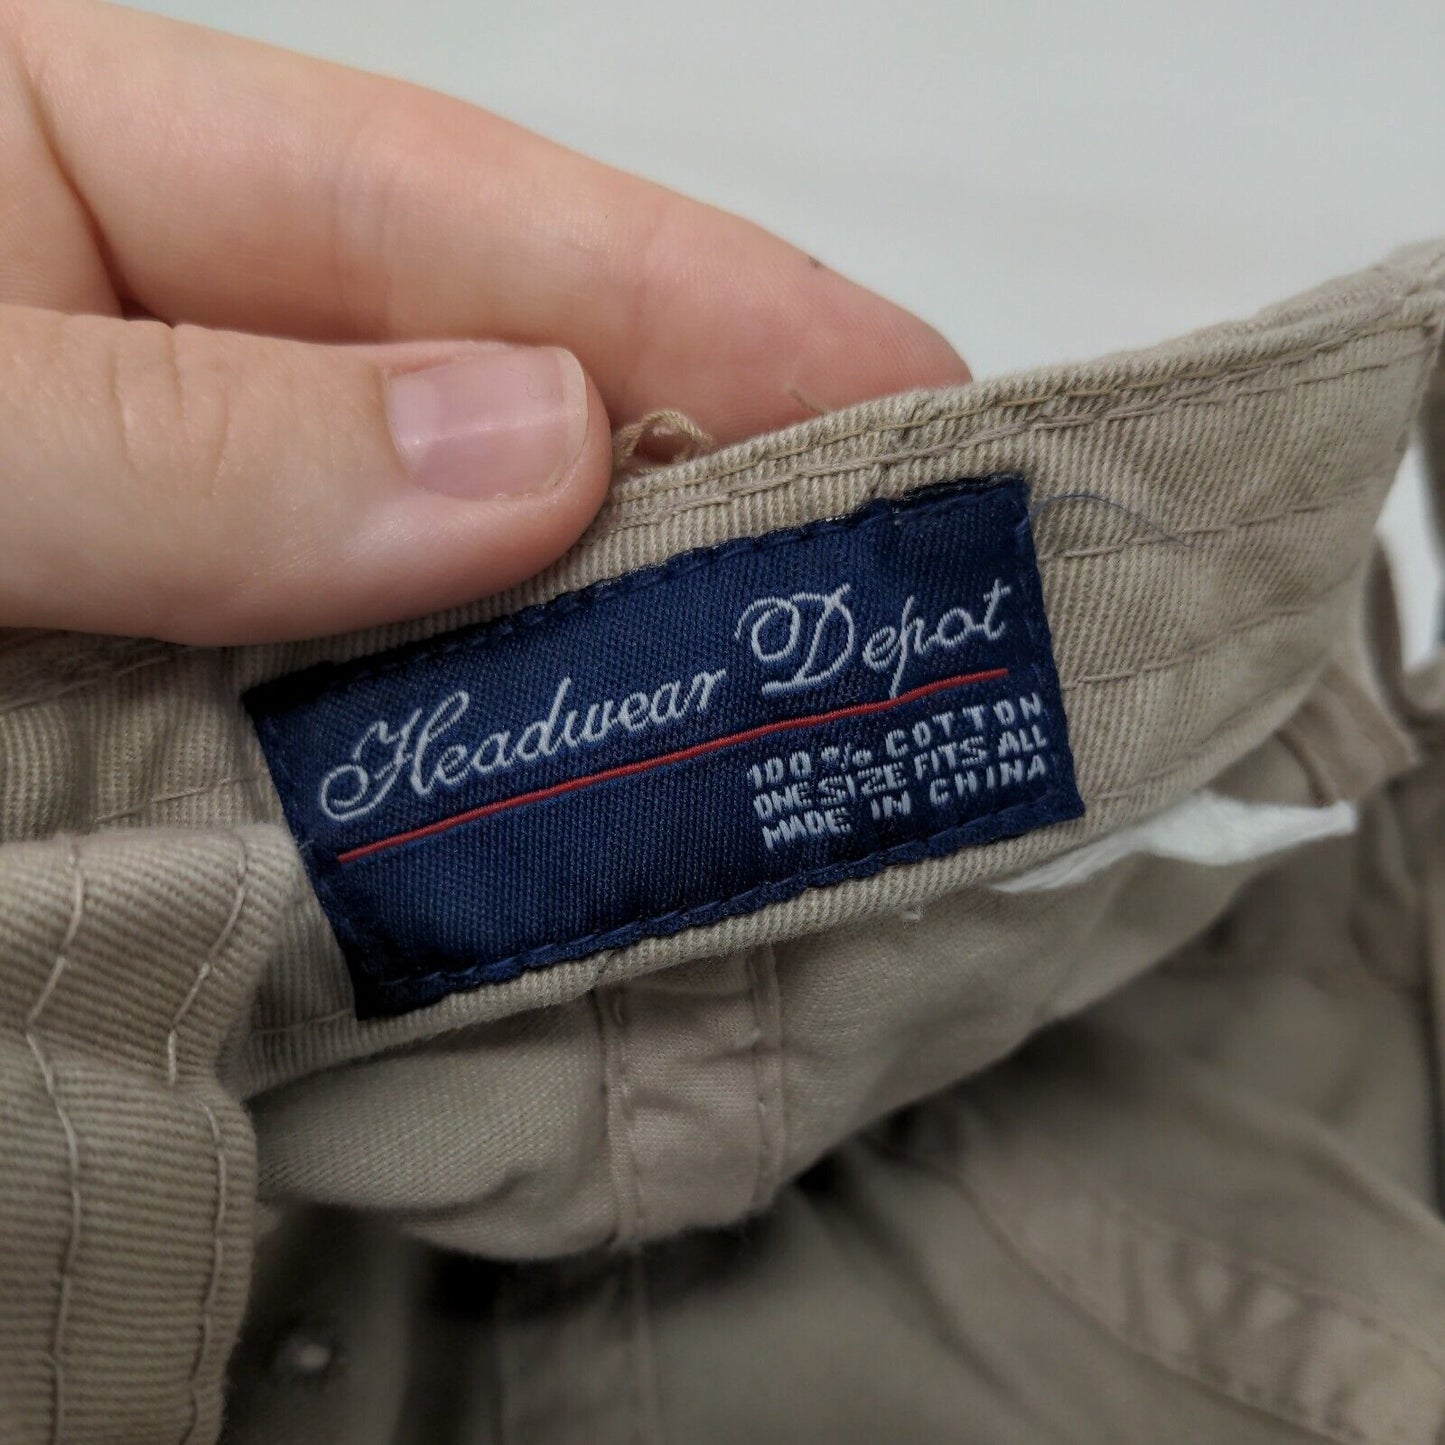 Headwear Depot
100% COTTON
ONE SIZE FITS ALL
MADE IN CHINA